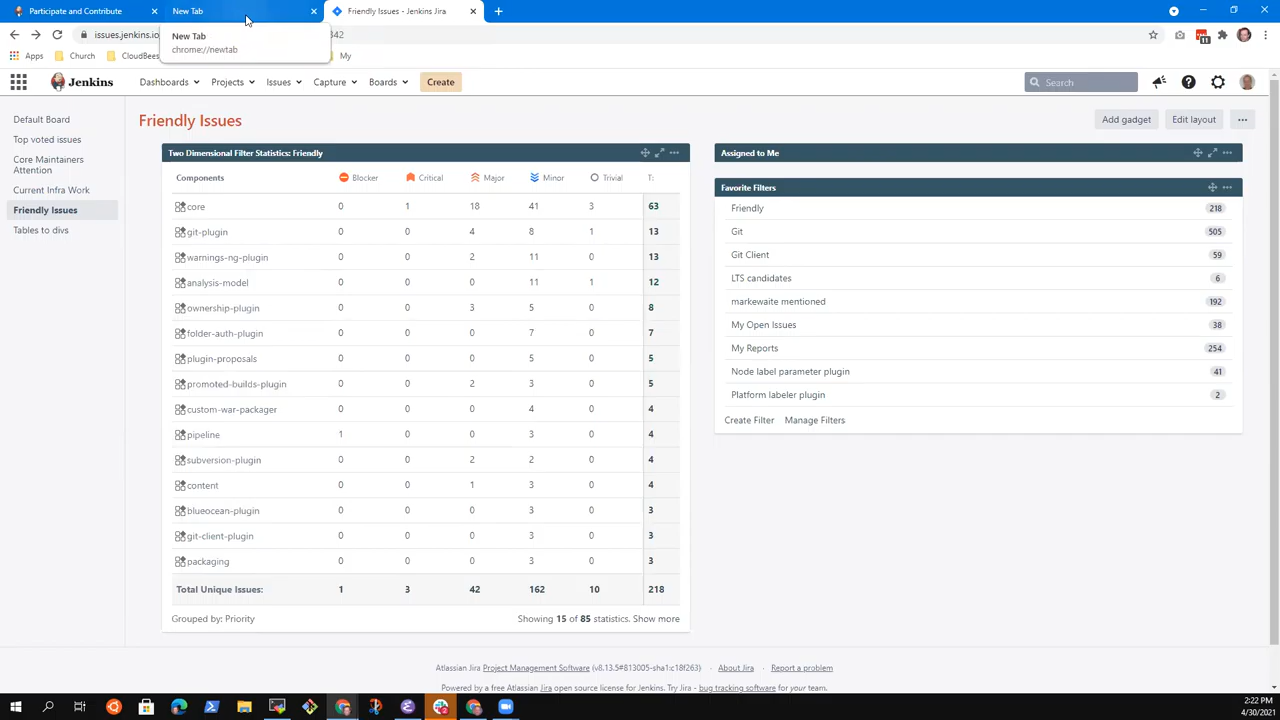 Participate and Contribute
New Tab
Friendly Issues - Jenkins Jira
issues.jenkins.io
342
New Tab
chrome://newtab
11
Apps
Church
CloudBees
My
Jenkins
Dashboards
Projects
Issues
Capture
Boards
Create
Search
Default Board
Top voted issues
Core Maintainers
Attention
Current Infra Work
Friendly Issues
Tables to divs
Friendly Issues
Add gadget
Edit layout
Two Dimensional Filter Statistics: Friendly
Components Blocker Critical Major Minor Trivial T:
core 0 1 18 41 3 63
git-plugin 0 0 4 8 1 13
warnings-ng-plugin 0 0 2 11 0 13
analysis-model 0 0 0 11 1 12
ownership-plugin 0 0 3 5 0 8
folder-auth-plugin 0 0 0 7 0 7
plugin-proposals 0 0 0 5 0 5
promoted-builds-plugin 0 0 2 3 0 5
custom-war-packager 0 0 0 4 0 4
pipeline 1 0 0 3 0 4
subversion-plugin 0 0 2 2 0 4
content 0 0 1 3 0 4
blueocean-plugin 0 0 0 3 0 3
git-client-plugin 0 0 0 3 0 3
packaging 0 0 0 3 0 3
Total Unique Issues: 1 3 42 162 10 218
Grouped by: Priority
Showing 15 of 85 statistics. Show more
Assigned to Me
Favorite Filters
Friendly 218
Git 505
Git Client 59
LTS candidates 6
markewaite mentioned 192
My Open Issues 38
My Reports 254
Node label parameter plugin 41
Platform labeler plugin 2
Create Filter Manage Filters
Atlassian Jira Project Management Software (v8.13.5#813005-sha1:c18f263) · About Jira · Report a problem
Powered by a free Atlassian Jira open source license for Jenkins. Try Jira - bug tracking software for your team.
2:22 PM
4/30/2021